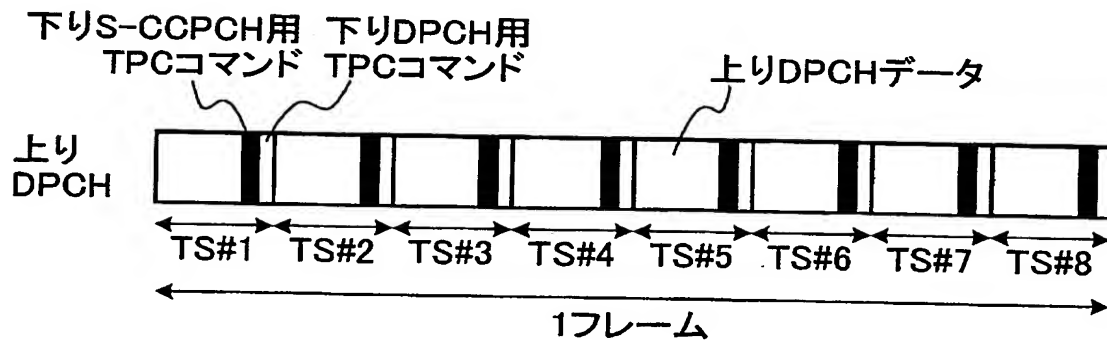 下りS-CCPCH用
TPCコマンド
下りDPCH用
TPCコマンド
上りDPCHデータ
上り
DPCH
TS#1 TS#2 TS#3 TS#4 TS#5 TS#6 TS#7 TS#8
1フレーム